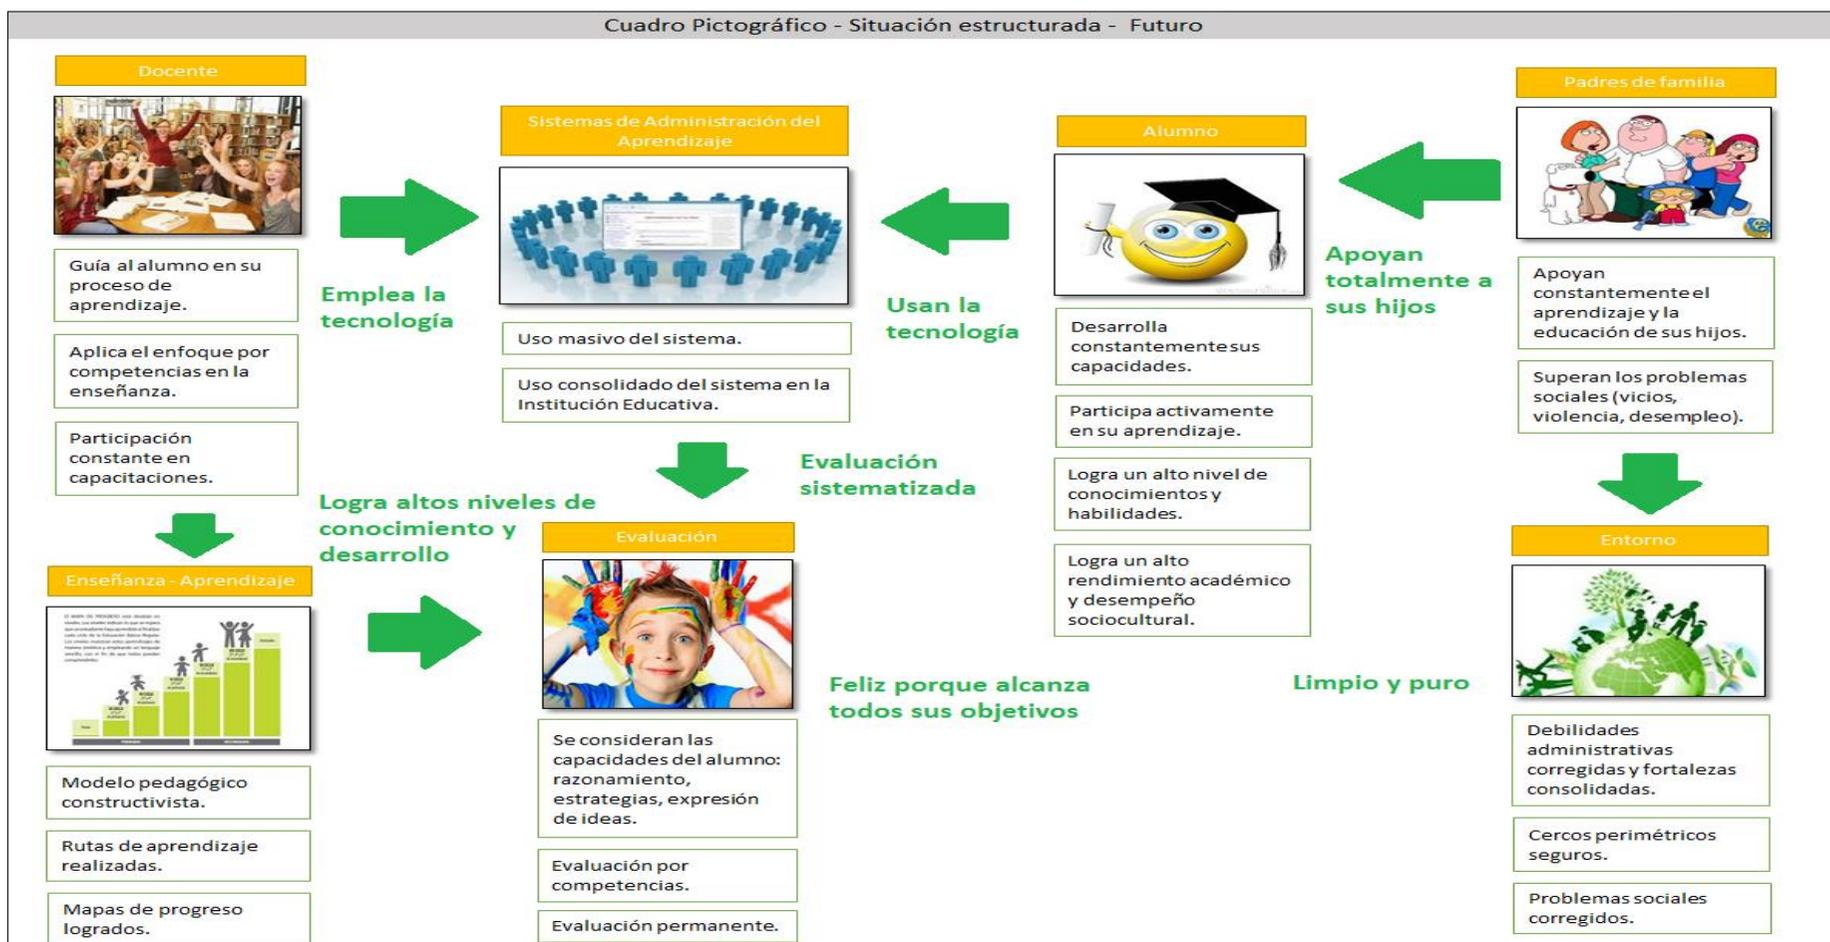 Cuadro Pictográfico - Situación estructurada - Futuro
Docente
Guía al alumno en su
proceso de
aprendizaje.
Aplica el enfoque por
competencias en la
enseñanza.
Participación
constante en
capacitaciones.
Emplea la
tecnología
Sistemas de Administración del
Aprendizaje
Uso masivo del sistema.
Uso consolidado del sistema en la
Institución Educativa.
Usan la
tecnología
Alumno
Desarrolla
constantemente sus
capacidades.
Participa activamente
en su aprendizaje.
Logra un alto nivel de
conocimientos y
habilidades.
Logra un alto
rendimiento académico
y desempeño
sociocultural.
Apoyan
totalmente a
sus hijos
Padres de familia
Apoyan
constantemente el
aprendizaje y la
educación de sus hijos.
Superan los problemas
sociales (vicios,
violencia, desempleo).
Enseñanza - Aprendizaje
Modelo pedagógico
constructivista.
Rutas de aprendizaje
realizadas.
Mapas de progreso
logrados.
Logra altos niveles de
conocimiento y
desarrollo
Evaluación
sistematizada
Evaluación
Se consideran las
capacidades del alumno:
razonamiento,
estrategias, expresión
de ideas.
Evaluación por
competencias.
Evaluación permanente.
Feliz porque alcanza
todos sus objetivos
Limpio y puro
Entorno
Debilidades
administrativas
corregidas y fortalezas
consolidadas.
Cercos perimétricos
seguros.
Problemas sociales
corregidos.